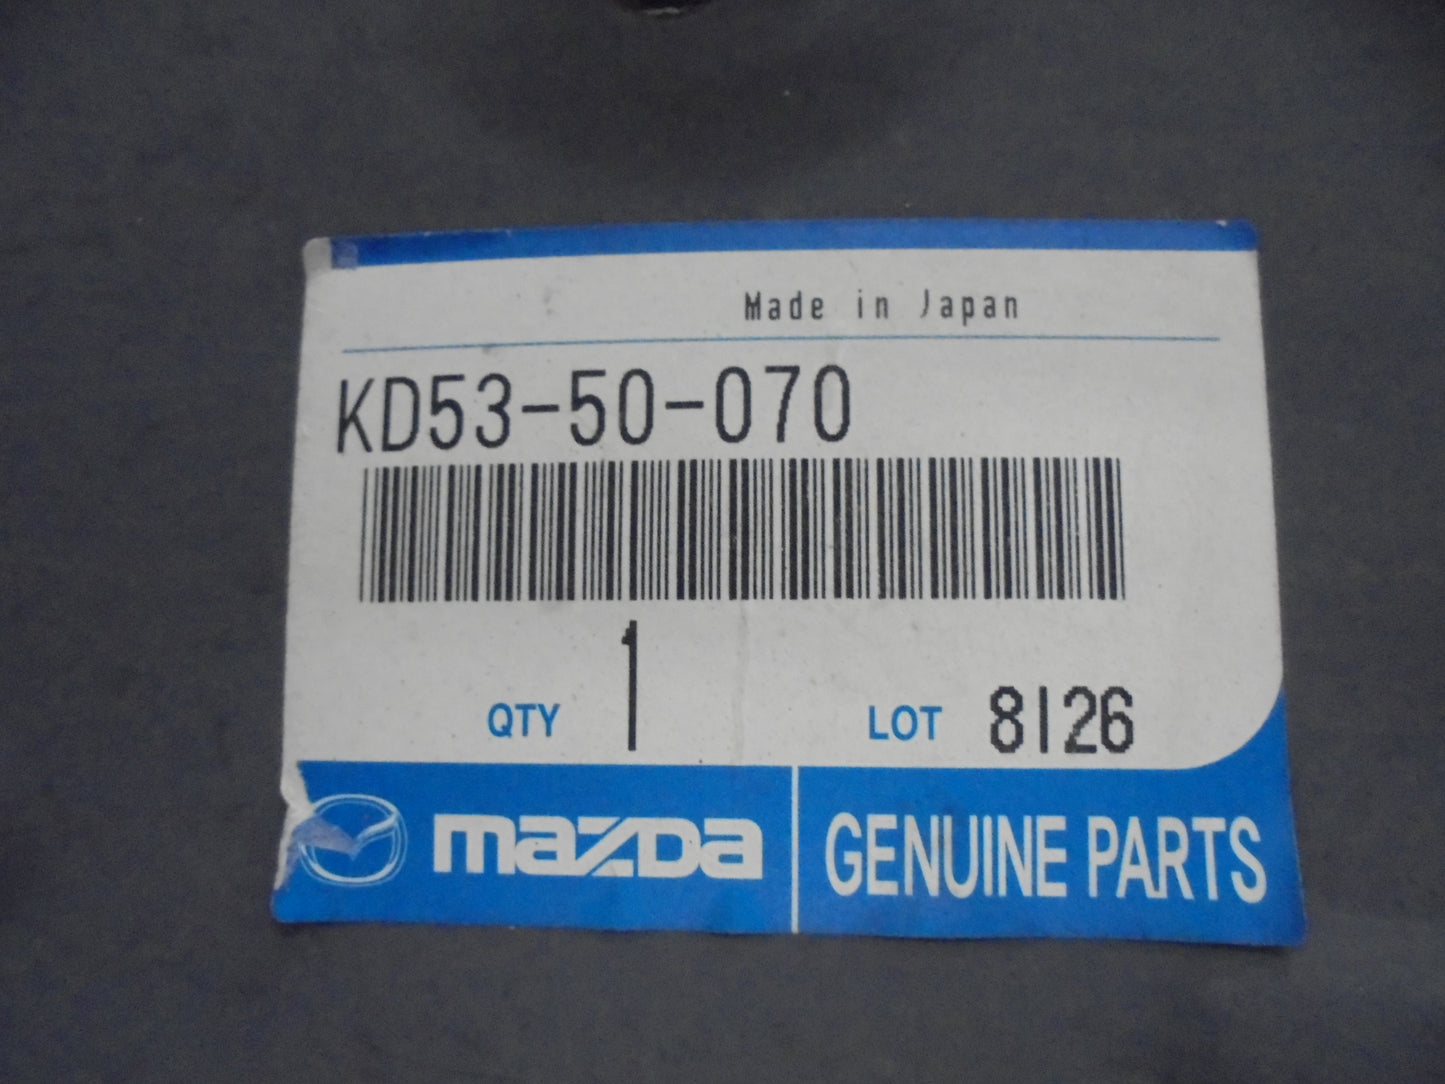 Made in Japan
KD53-50-070
QTY 1 LOT 8126
mazda GENUINE PARTS